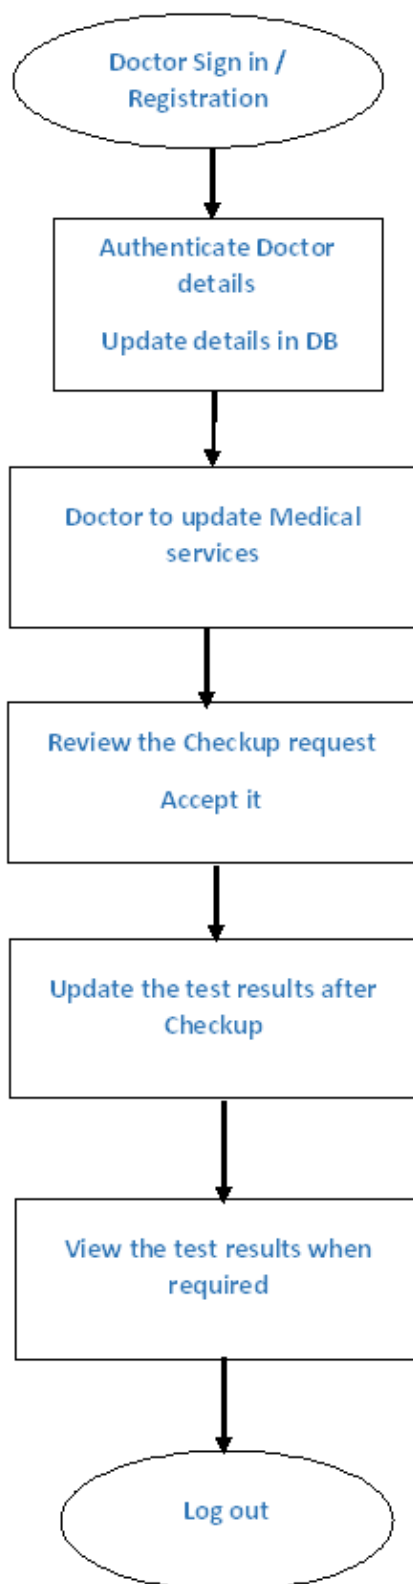 Doctor Sign in /
Registration
Authenticate Doctor
details
Update details in DB
Doctor to update Medical
services
Review the Checkup request
Accept it
Update the test results after
Checkup
View the test results when
required
Log out